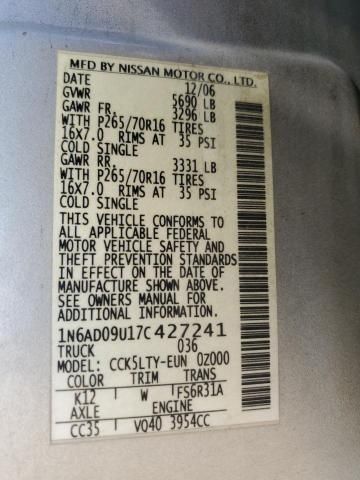 MFD BY NISSAN MOTOR CO., LTD.
DATE 12/06
GVWR 5690 LB
GAWR FR. 3296 LB
WITH P265/70R16 TIRES
16X7.0 RIMS AT 35 PSI
COLD SINGLE
GAWR RR. 3331 LB
WITH P265/70R16 TIRES
16X7.0 RIMS AT 35 PSI
COLD SINGLE
THIS VEHICLE CONFORMS TO
ALL APPLICABLE FEDERAL
MOTOR VEHICLE SAFETY AND
THEFT PREVENTION STANDARDS
IN EFFECT ON THE DATE OF
MANUFACTURE SHOWN ABOVE.
SEE OWNERS MANUAL FOR
ADDITIONAL INFORMATION.
1N6AD09U17C427241
TRUCK 036
MODEL: CCK5LTY-EUN 0Z000
COLOR TRIM TRANS
K12 W FS6R31A
AXLE ENGINE
CC35 VQ40 3954CC